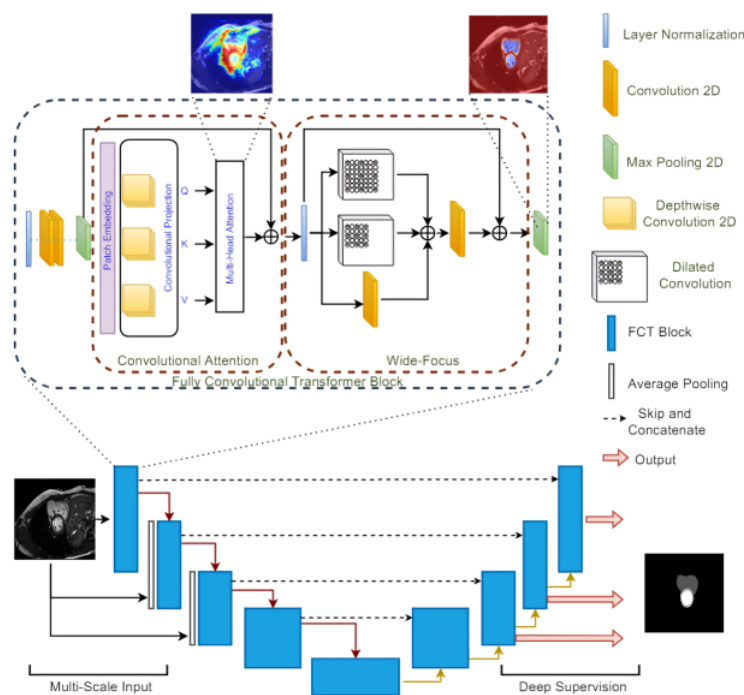 Layer Normalization
Convolution 2D
Max Pooling 2D
Depthwise
Convolution 2D
Dilated
Convolution
FCT Block
Average Pooling
Skip and
Concatenate
Output
Patch Embedding
Convolutional Projection
Q
K
V
Multi-Head Attention
Convolutional Attention
Wide-Focus
Fully Convolutional Transformer Block
Multi-Scale Input
Deep Supervision